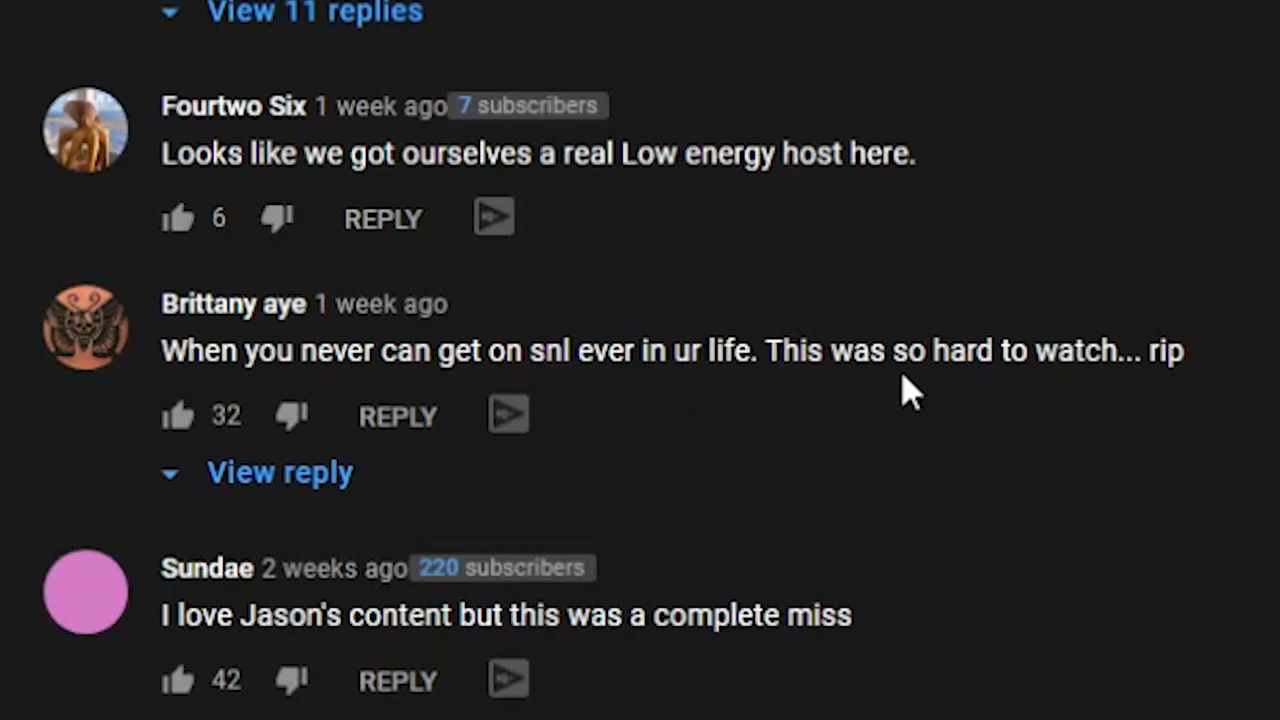 View 11 replies
Fourtwo Six 1 week ago 7 subscribers
Looks like we got ourselves a real Low energy host here.
6 REPLY
Brittany aye 1 week ago
When you never can get on snl ever in ur life. This was so hard to watch... rip
32 REPLY
View reply
Sundae 2 weeks ago 220 subscribers
I love Jason's content but this was a complete miss
42 REPLY